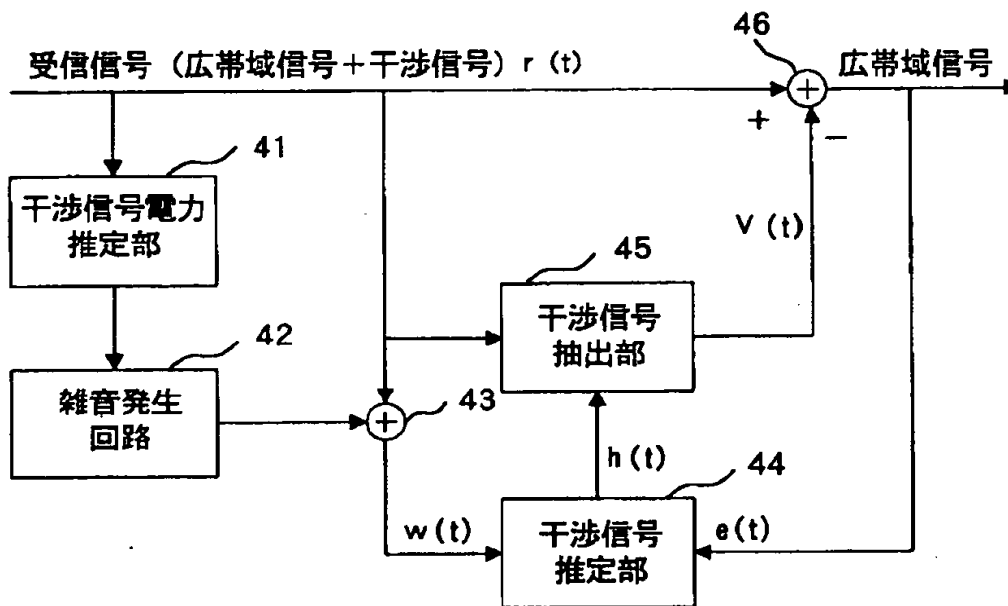 46
受信信号（広帯域信号＋干渉信号）r(t)
広帯域信号
+
+
−
41
干渉信号電力
推定部
V(t)
45
干渉信号
抽出部
42
雑音発生
回路
+
43
h(t)
44
w(t)
干渉信号
推定部
e(t)